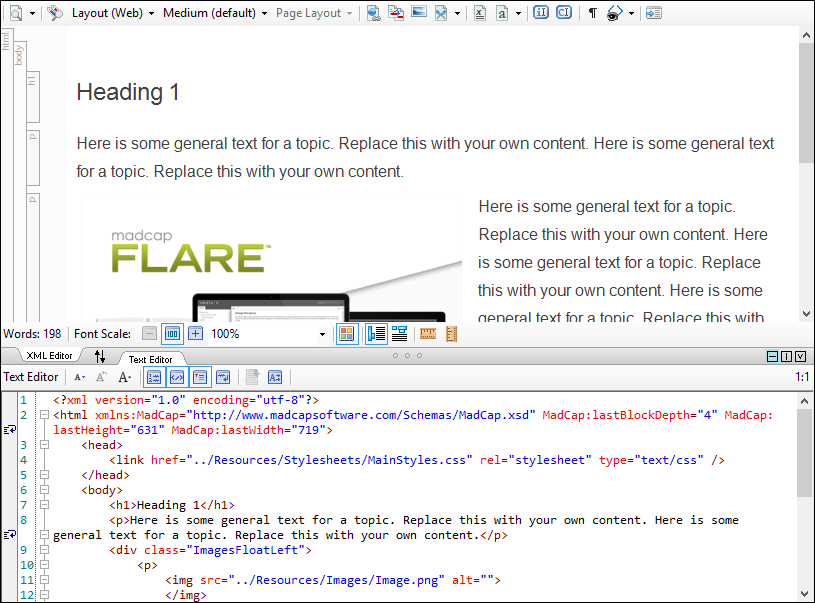 Layout (Web) Medium (default) Page Layout
html
body
h1
Heading 1
p
Here is some general text for a topic. Replace this with your own content. Here is some general text
for a topic. Replace this with your own content.
p
madcap
FLARE™
Here is some general text for a topic.
Replace this with your own content. Here
is some general text for a topic. Replace
this with your own content. Here is some
general text for a topic. Replace this with
Words: 198 Font Scale: 100 100%
XML Editor Text Editor
Text Editor A A A 1:1
1 <?xml version="1.0" encoding="utf-8"?>
2 <html xmlns:MadCap="http://www.madcapsoftware.com/Schemas/MadCap.xsd" MadCap:lastBlockDepth="4" MadCap:
lastHeight="631" MadCap:lastWidth="719">
3 <head>
4 <link href="../Resources/Stylesheets/MainStyles.css" rel="stylesheet" type="text/css" />
5 </head>
6 <body>
7 <h1>Heading 1</h1>
8 <p>Here is some general text for a topic. Replace this with your own content. Here is some
general text for a topic. Replace this with your own content.</p>
9 <div class="ImagesFloatLeft">
10 <p>
11 <img src="../Resources/Images/Image.png" alt="">
12 </img>